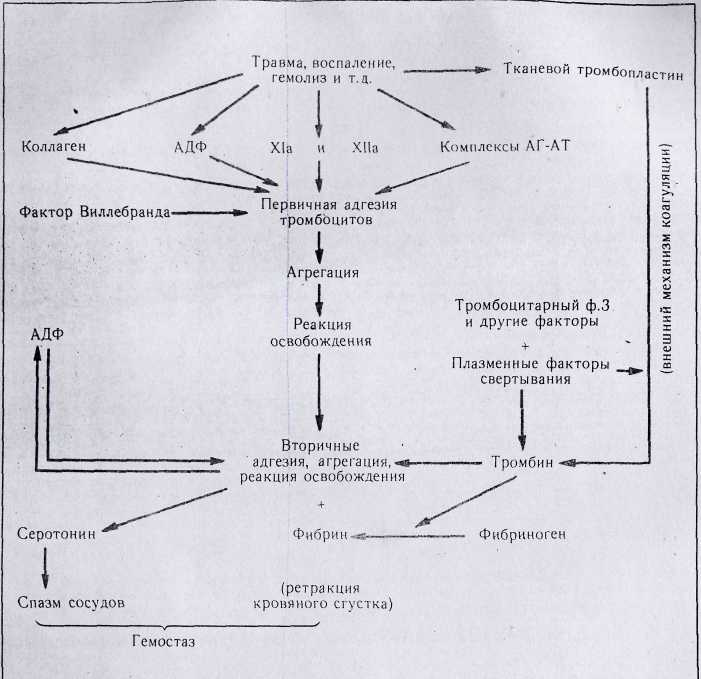 Травма, воспаление,
гемолиз и т.д.
Тканевой тромбопластин
Коллаген
АДФ
XIа и XIIа
Комплексы АГ-АТ
Фактор Виллебранда
Первичная адгезия
тромбоцитов
Агрегация
(внешний механизм коагуляции)
Тромбоцитарный ф.3
и другие факторы
+
Реакция
освобождения
АДФ
Плазменные факторы
свертывания
Вторичные
адгезия, агрегация,
реакция освобождения
Тромбин
+
Серотонин
Фибрин
Фибриноген
Спазм сосудов
(ретракция
кровяного сгустка)
Гемостаз